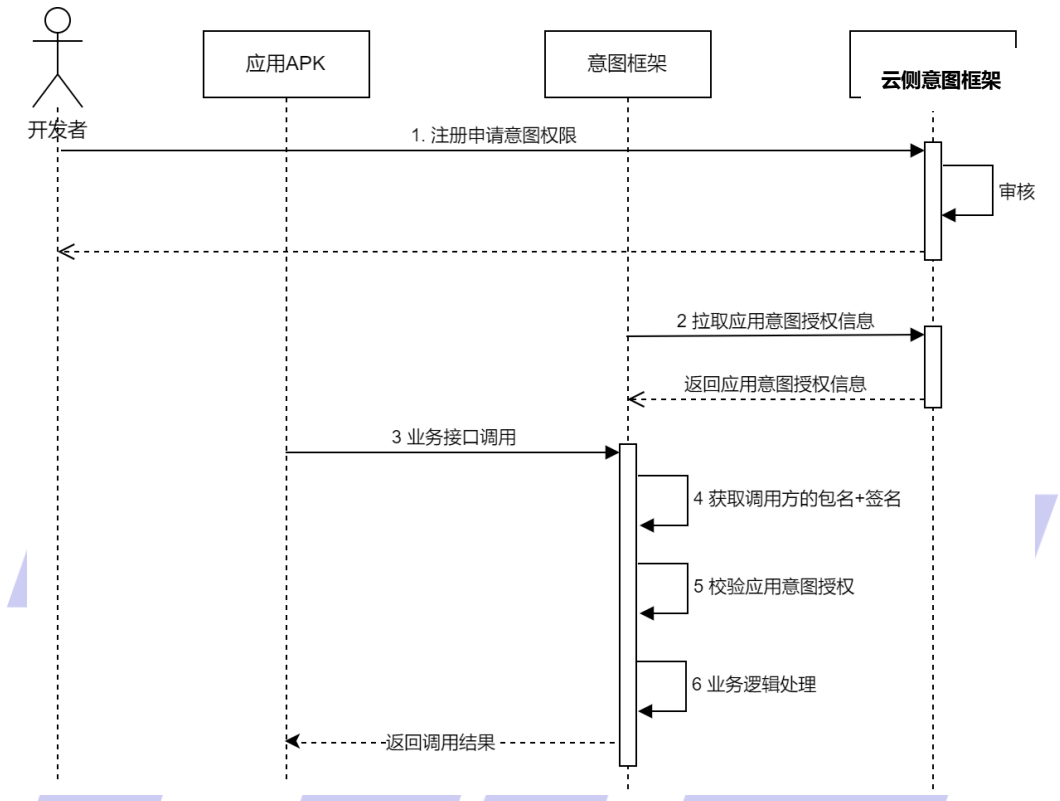 应用APK
意图框架
云侧意图框架
开发者
1. 注册申请意图权限
审核
2 拉取应用意图授权信息
返回应用意图授权信息
3 业务接口调用
4 获取调用方的包名+签名
5 校验应用意图授权
6 业务逻辑处理
返回调用结果